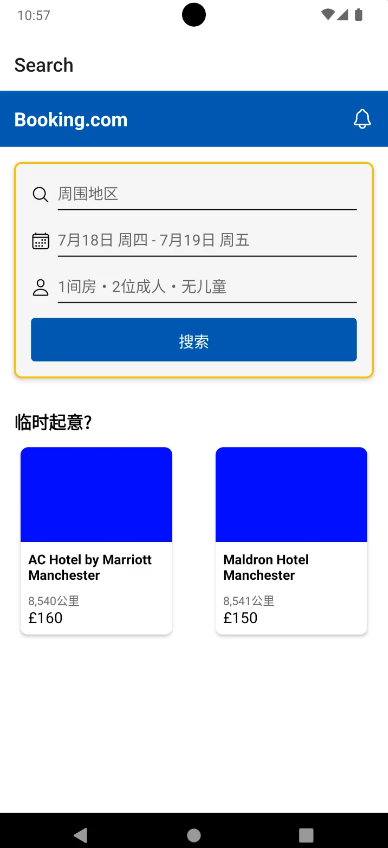 10:57
Search
Booking.com
周围地区
7月18日 周四 - 7月19日 周五
1间房・2位成人・无儿童
搜索
临时起意?
AC Hotel by Marriott
Manchester
8,540公里
£160
Maldron Hotel
Manchester
8,541公里
£150